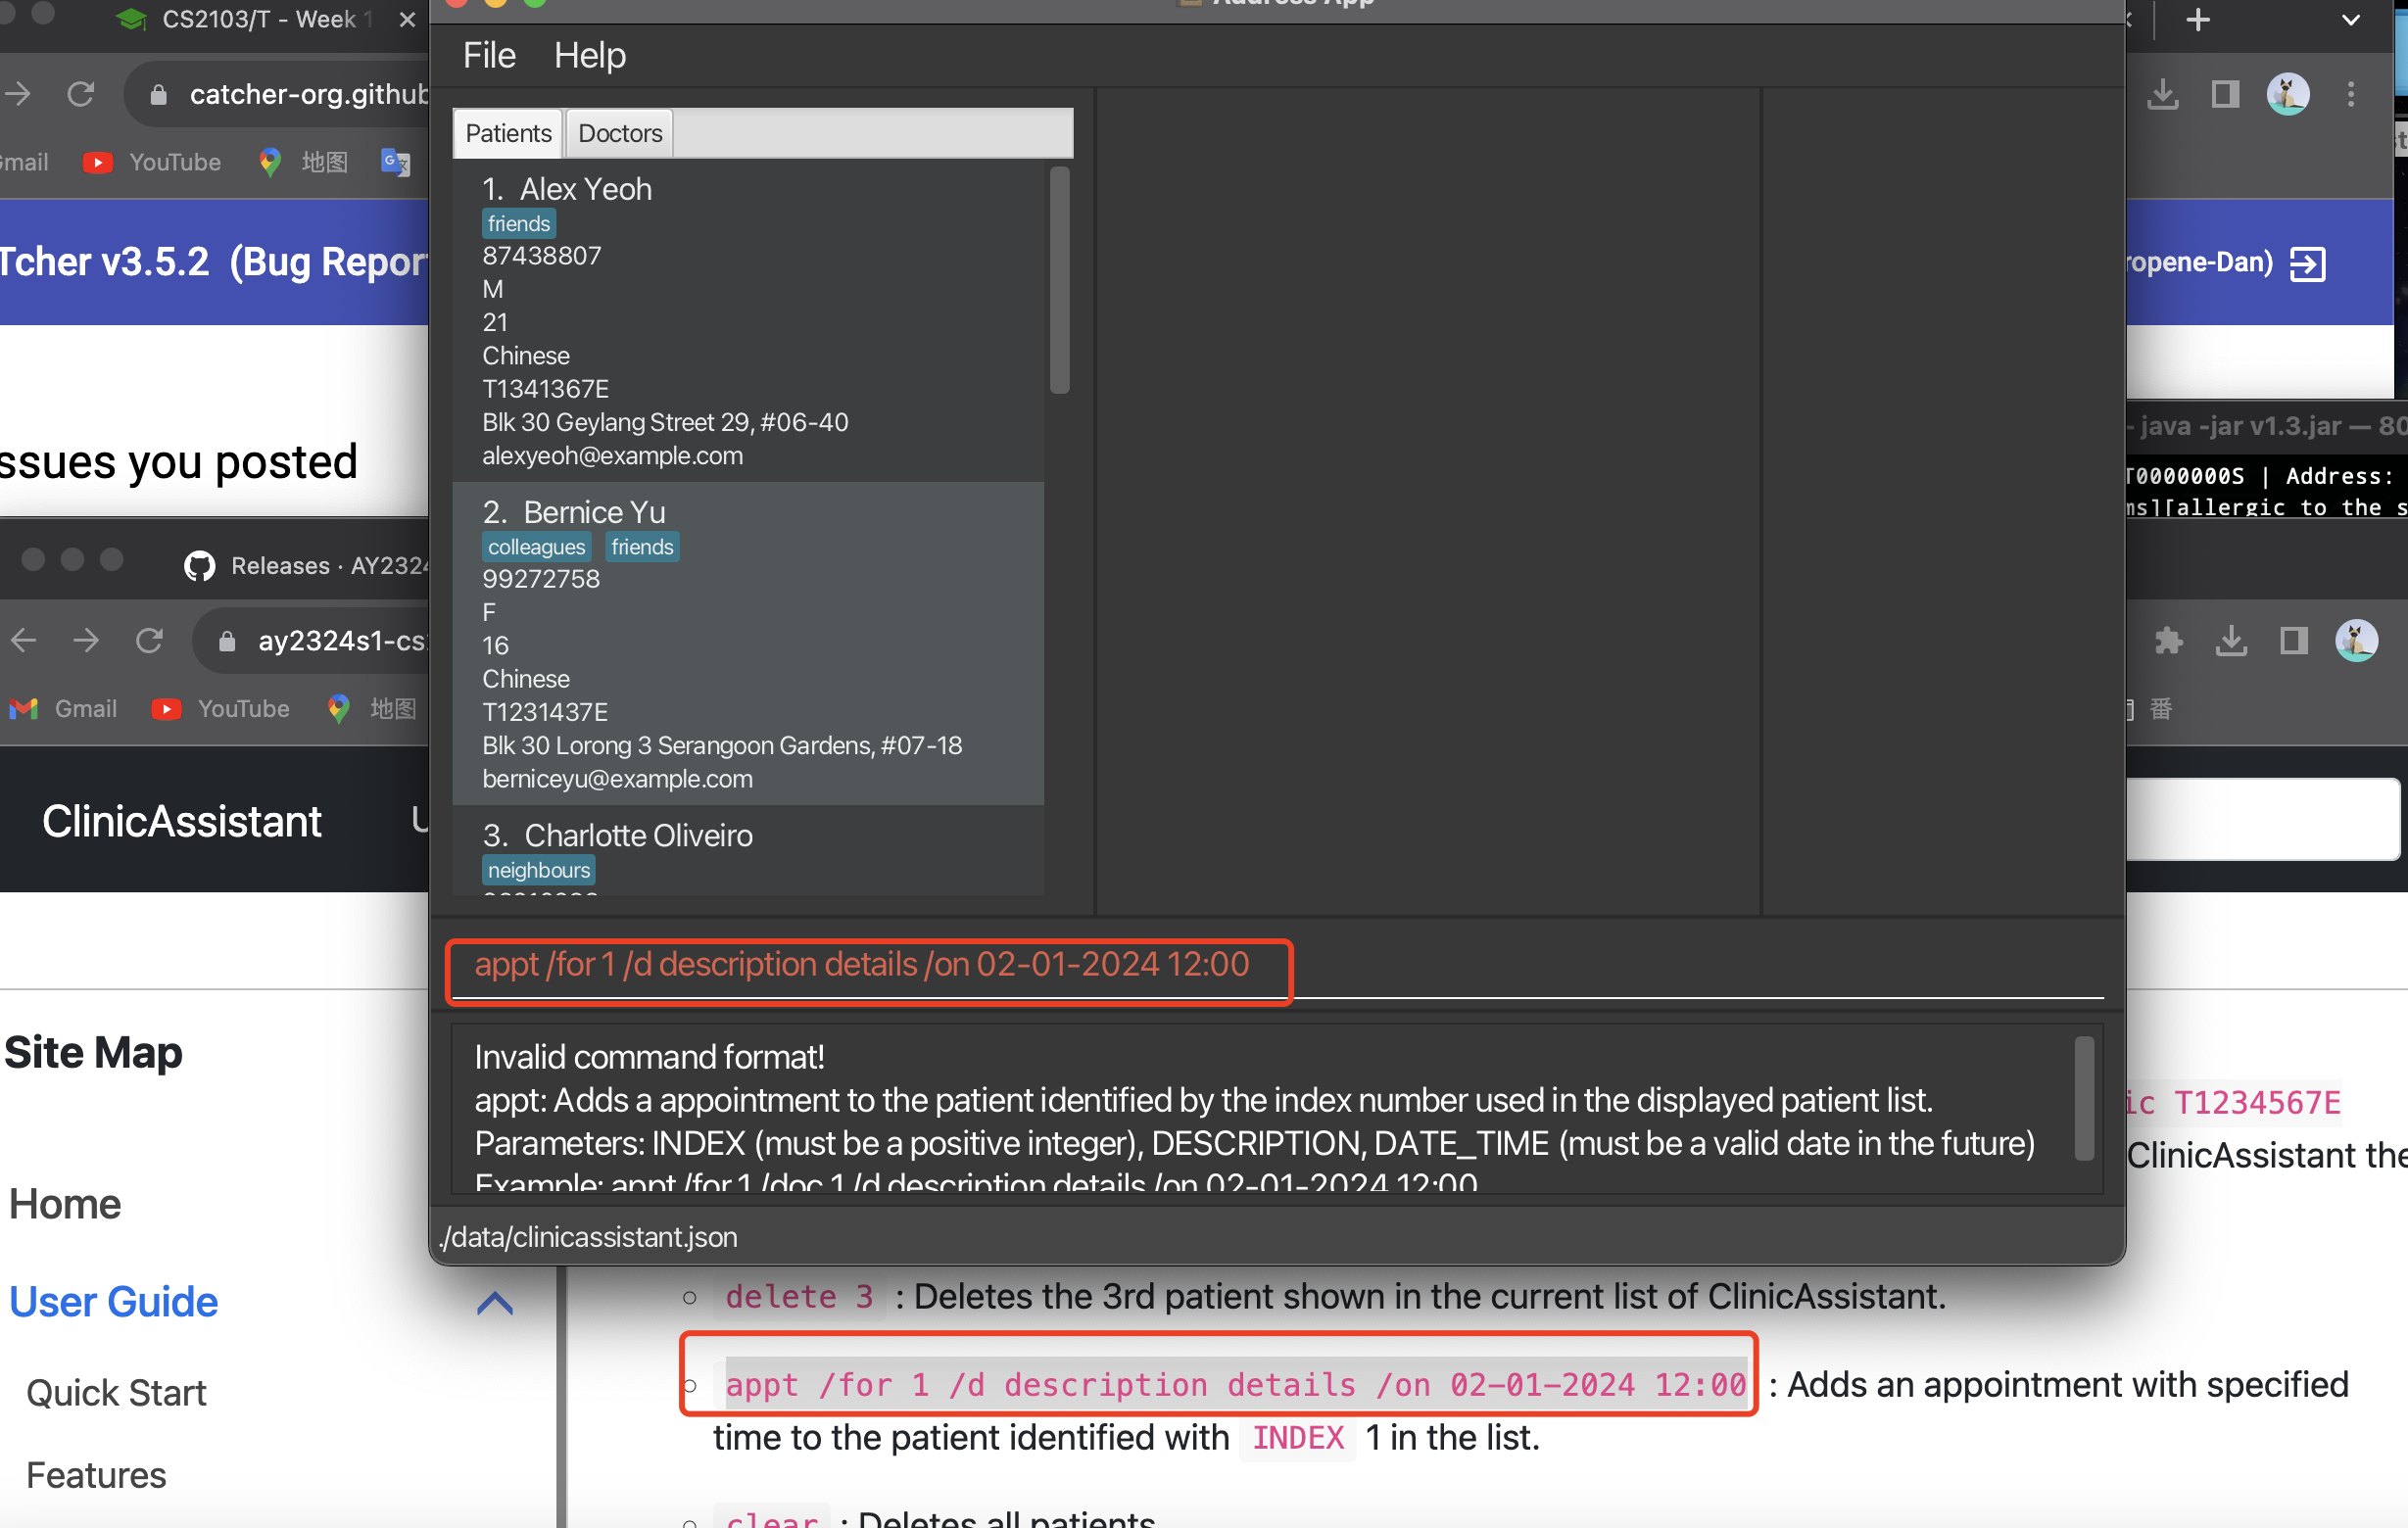 CS2103/T - Week 1
Address App
File Help
catcher-org.github
YouTube 地图
Patients Doctors
1. Alex Yeoh
friends
87438807
M
21
Chinese
T1341367E
Blk 30 Geylang Street 29, #06-40
alexyeoh@example.com
Tcher v3.5.2 (Bug Repor
ropene-Dan)
ssues you posted
- java -jar v1.3.jar — 80
T0000000S | Address:
ms][allergic to the s
2. Bernice Yu
colleagues friends
99272758
F
16
Chinese
T1231437E
Blk 30 Lorong 3 Serangoon Gardens, #07-18
berniceyu@example.com
3. Charlotte Oliveiro
neighbours
Releases · AY2324
ay2324s1-cs
Gmail YouTube 地图
番
ClinicAssistant U
appt /for 1 /d description details /on 02-01-2024 12:00
Invalid command format!
appt: Adds a appointment to the patient identified by the index number used in the displayed patient list.
Parameters: INDEX (must be a positive integer), DESCRIPTION, DATE_TIME (must be a valid date in the future)
Example: appt /for 1 /doc 1 /d description details /on 02-01-2024 12:00
./data/clinicassistant.json
Site Map
Home
User Guide
Quick Start
Features
ic T1234567E
ClinicAssistant the
delete 3 : Deletes the 3rd patient shown in the current list of ClinicAssistant.
appt /for 1 /d description details /on 02-01-2024 12:00 : Adds an appointment with specified
time to the patient identified with INDEX 1 in the list.
clear : Deletes all patients